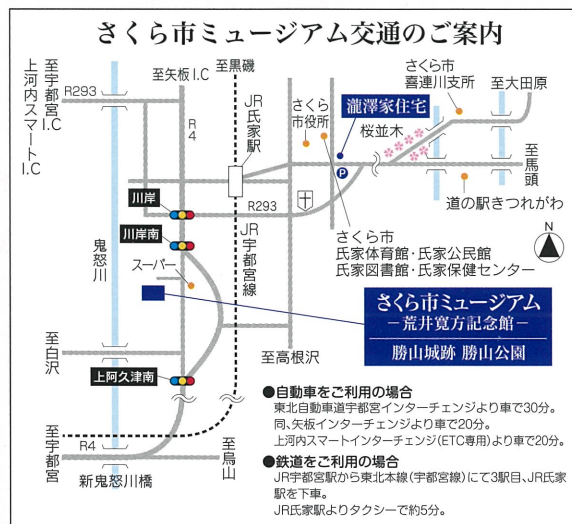 さくら市ミュージアム交通のご案内
至宇都宮I.C
上河内スマートI.C
R293
至矢板I.C
R4
至黒磯
JR氏家駅
さくら市役所
瀧澤家住宅
桜並木
さくら市
喜連川支所
至大田原
至馬頭
P
道の駅きつれがわ
N
川岸
R293
川岸南
JR宇都宮線
鬼怒川
スーパー
さくら市
氏家体育館・氏家公民館
氏家図書館・氏家保健センター
さくら市ミュージアム
−荒井寛方記念館−
勝山城跡 勝山公園
至白沢
至高根沢
上阿久津南
至宇都宮
R4
新鬼怒川橋
至烏山
●自動車をご利用の場合
東北自動車道宇都宮インターチェンジより車で30分。
同、矢板インターチェンジより車で20分。
上河内スマートインターチェンジ(ETC専用)より車で20分。
●鉄道をご利用の場合
JR宇都宮駅から東北本線(宇都宮線)にて3駅目、JR氏家
駅を下車。
JR氏家駅よりタクシーで約5分。